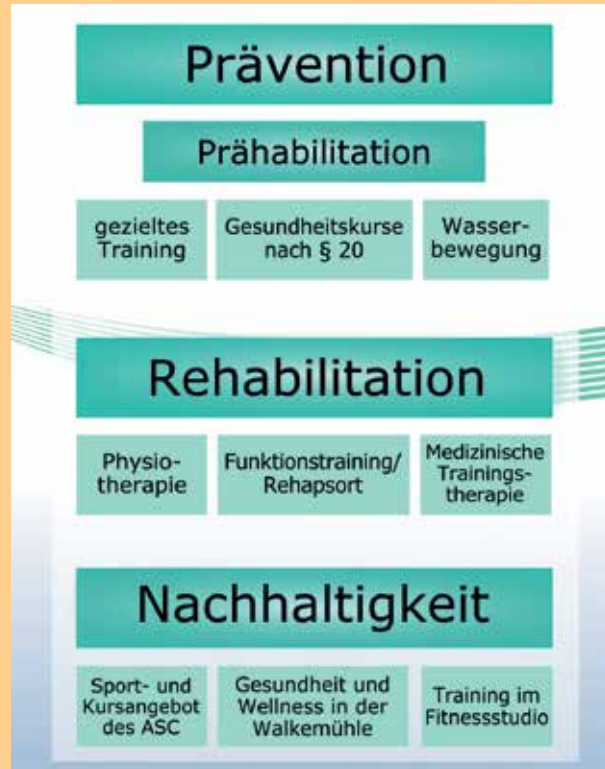 Prävention
Prähabilitation
gezieltes
Training
Gesundheitskurse
nach § 20
Wasser-
bewegung
Rehabilitation
Physio-
therapie
Funktionstraining/
Rehapsort
Medizinische
Trainings-
therapie
Nachhaltigkeit
Sport- und
Kursangebot
des ASC
Gesundheit und
Wellness in der
Walkemühle
Training im
Fitnessstudio